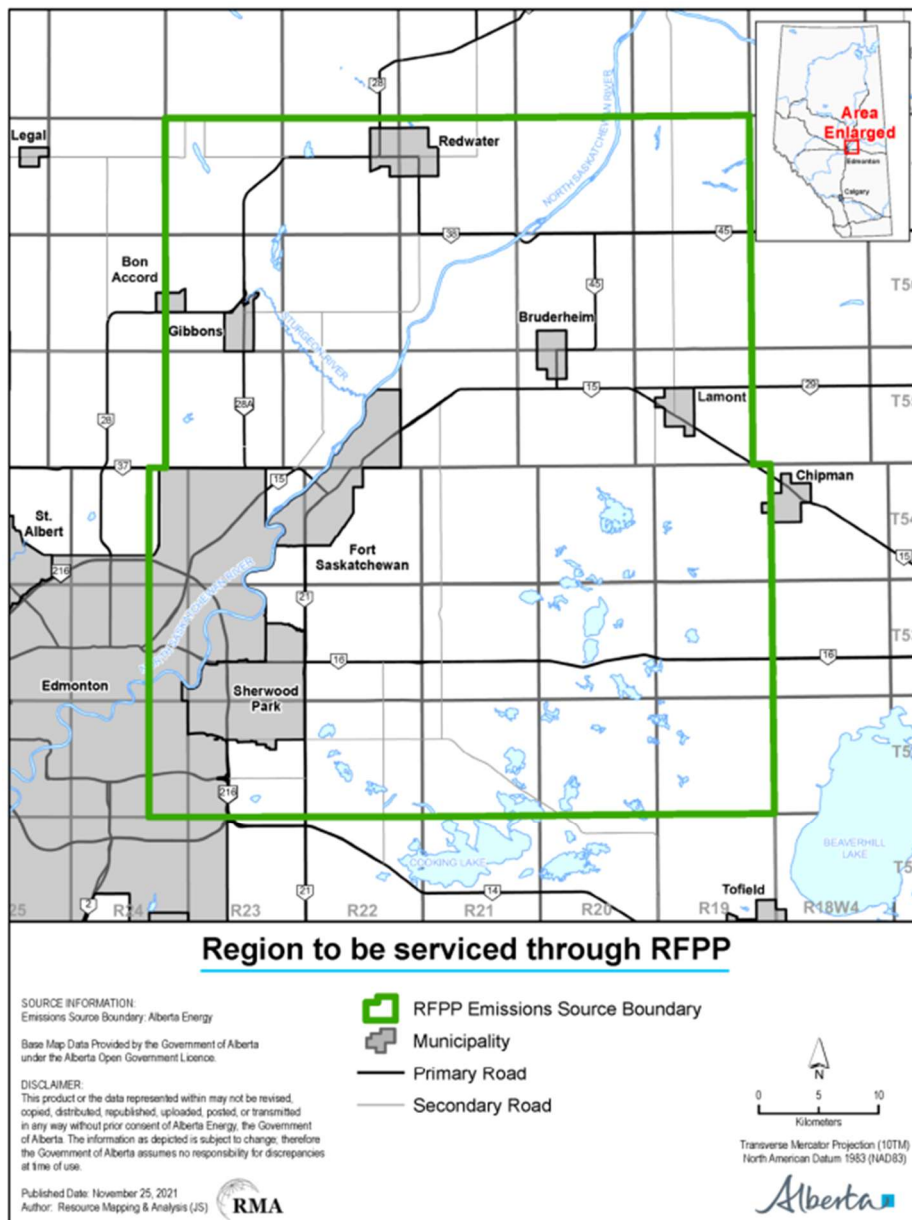 28
Legal
Redwater
NORTH SASKATCHEWAN RIVER
Area
Enlarged
Edmonton
Calgary
38
45
Bon
Accord
45
Gibbons
STURGEON RIVER
Bruderheim
28
28A
15
29
Lamont
37
15
Chipman
St.
Albert
T54
Fort
Saskatchewan
15
216
NORTH SASKATCHEWAN RIVER
21
16
16
Edmonton
Sherwood
Park
216
BEAVERHILL
LAKE
COOKING LAKE
21
14
Tofield
2
25
R24
R23
R22
R21
R20
R19
R18W4
Region to be serviced through RFPP
SOURCE INFORMATION:
Emissions Source Boundary: Alberta Energy
Base Map Data Provided by the Government of Alberta
under the Alberta Open Government Licence.
DISCLAIMER:
This product or the data represented within may not be revised,
copied, distributed, republished, uploaded, posted, or transmitted
in any way without prior consent of Alberta Energy, the Government
of Alberta. The information as depicted is subject to change; therefore
the Government of Alberta assumes no responsibility for discrepancies
at time of use.
Published Date: November 25, 2021
Author: Resource Mapping & Analysis (JS)
RMA
RFPP Emissions Source Boundary
Municipality
Primary Road
Secondary Road
N
0 5 10
Kilometers
Transverse Mercator Projection (10TM)
North American Datum 1983 (NAD83)
Alberta